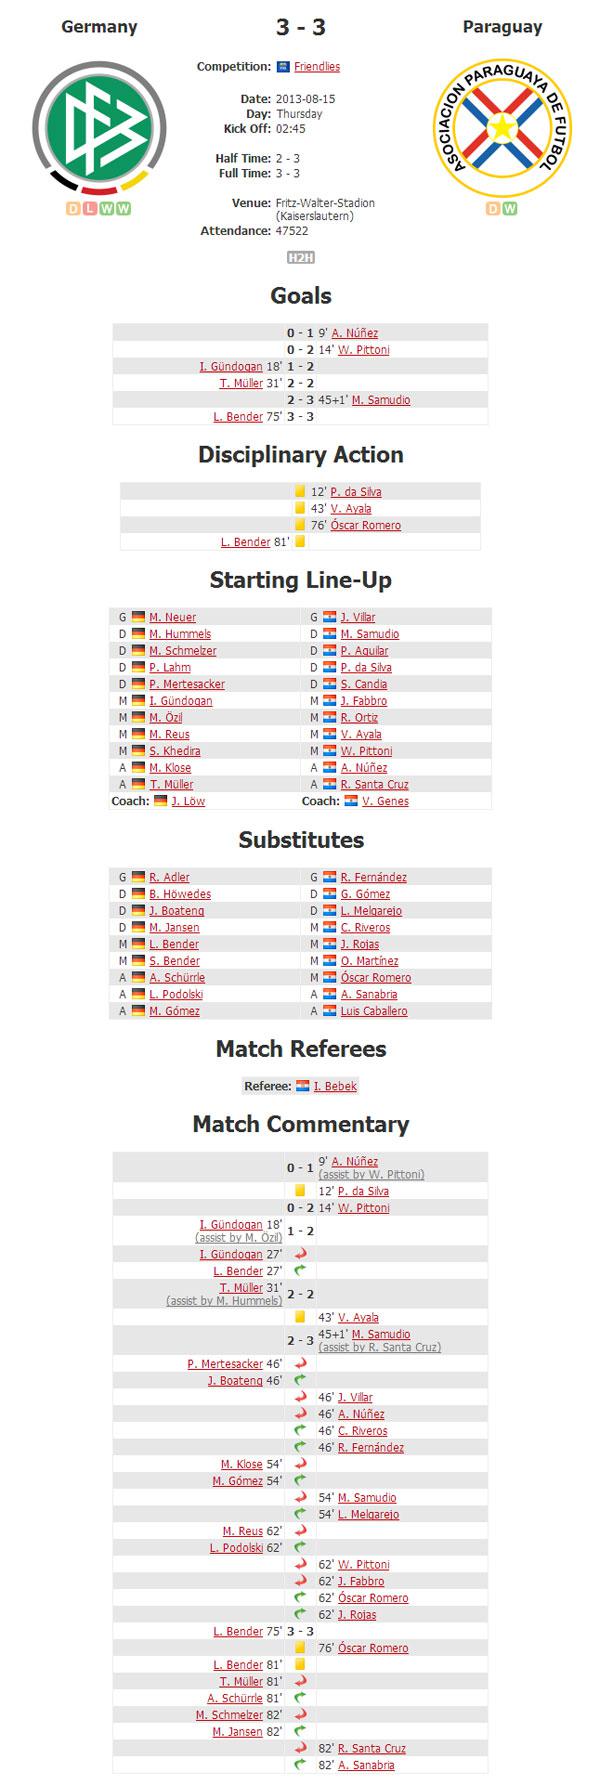 Germany 3 - 3 Paraguay
Competition: Friendlies
Date: 2013-08-15
Day: Thursday
Kick Off: 02:45
Half Time: 2 - 3
Full Time: 3 - 3
Venue: Fritz-Walter-Stadion
(Kaiserslautern)
Attendance: 47522
ASOCIACION PARAGUAYA DE FUTBOL
D L W W
D W
H2H
Goals
0 - 1 9' A. Núñez
0 - 2 14' W. Pittoni
I. Gündogan 18' 1 - 2
T. Müller 31' 2 - 2
2 - 3 45+1' M. Samudio
L. Bender 75' 3 - 3
Disciplinary Action
12' P. da Silva
43' V. Ayala
76' Óscar Romero
L. Bender 81'
Starting Line-Up
G M. Neuer G J. Villar
D M. Hummels D M. Samudio
D M. Schmelzer D P. Aguilar
D P. Lahm D P. da Silva
D P. Mertesacker D S. Candia
M I. Gündogan M J. Fabbro
M M. Özil M R. Ortiz
M M. Reus M V. Ayala
M S. Khedira M W. Pittoni
A M. Klose A A. Núñez
A T. Müller A R. Santa Cruz
Coach: J. Löw Coach: V. Genes
Substitutes
G R. Adler G R. Fernández
D B. Höwedes D G. Gómez
D J. Boateng D L. Melgarejo
D M. Jansen M C. Riveros
M L. Bender M J. Rojas
M S. Bender M O. Martínez
A A. Schürrle M Óscar Romero
A L. Podolski A A. Sanabria
A M. Gómez A Luis Caballero
Match Referees
Referee: I. Bebek
Match Commentary
0 - 1 9' A. Núñez
(assist by W. Pittoni)
12' P. da Silva
0 - 2 14' W. Pittoni
I. Gündogan 18' 1 - 2
(assist by M. Özil)
I. Gündogan 27'
L. Bender 27'
T. Müller 31' 2 - 2
(assist by M. Hummels)
43' V. Ayala
2 - 3 45+1' M. Samudio
(assist by R. Santa Cruz)
P. Mertesacker 46'
J. Boateng 46'
46' J. Villar
46' A. Núñez
46' C. Riveros
46' R. Fernández
M. Klose 54'
M. Gómez 54'
54' M. Samudio
54' L. Melgarejo
M. Reus 62'
L. Podolski 62'
62' W. Pittoni
62' J. Fabbro
62' Óscar Romero
62' J. Rojas
L. Bender 75' 3 - 3
76' Óscar Romero
L. Bender 81'
T. Müller 81'
A. Schürrle 81'
M. Schmelzer 82'
M. Jansen 82'
82' R. Santa Cruz
82' A. Sanabria